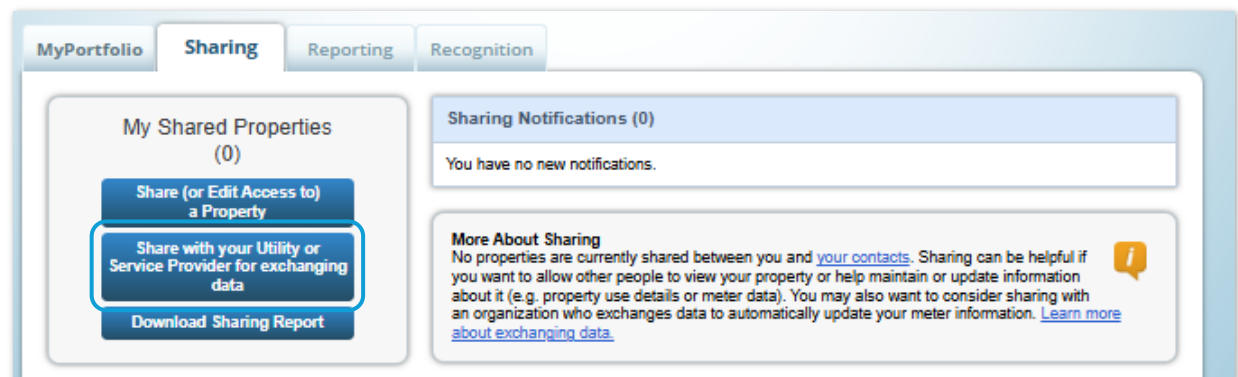 MyPortfolio
Sharing
Reporting
Recognition
My Shared Properties
(0)
Share (or Edit Access to)
a Property
Share with your Utility or
Service Provider for exchanging
data
Download Sharing Report
Sharing Notifications (0)
You have no new notifications.
More About Sharing
No properties are currently shared between you and your contacts. Sharing can be helpful if
you want to allow other people to view your property or help maintain or update information
about it (e.g. property use details or meter data). You may also want to consider sharing with
an organization who exchanges data to automatically update your meter information. Learn more
about exchanging data.
i